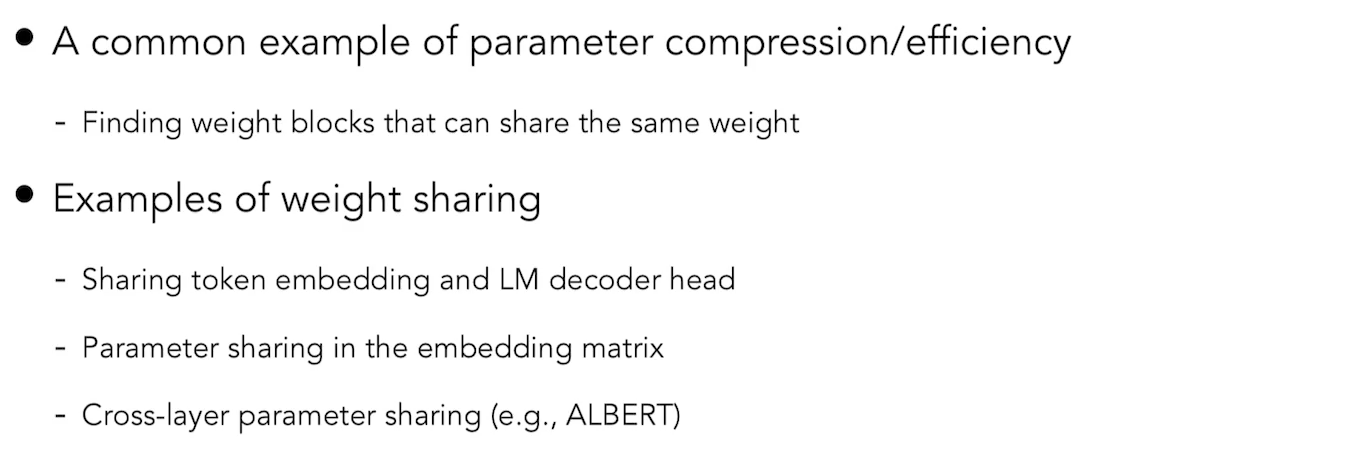 • A common example of parameter compression/efficiency
- Finding weight blocks that can share the same weight
• Examples of weight sharing
- Sharing token embedding and LM decoder head
- Parameter sharing in the embedding matrix
- Cross-layer parameter sharing (e.g., ALBERT)